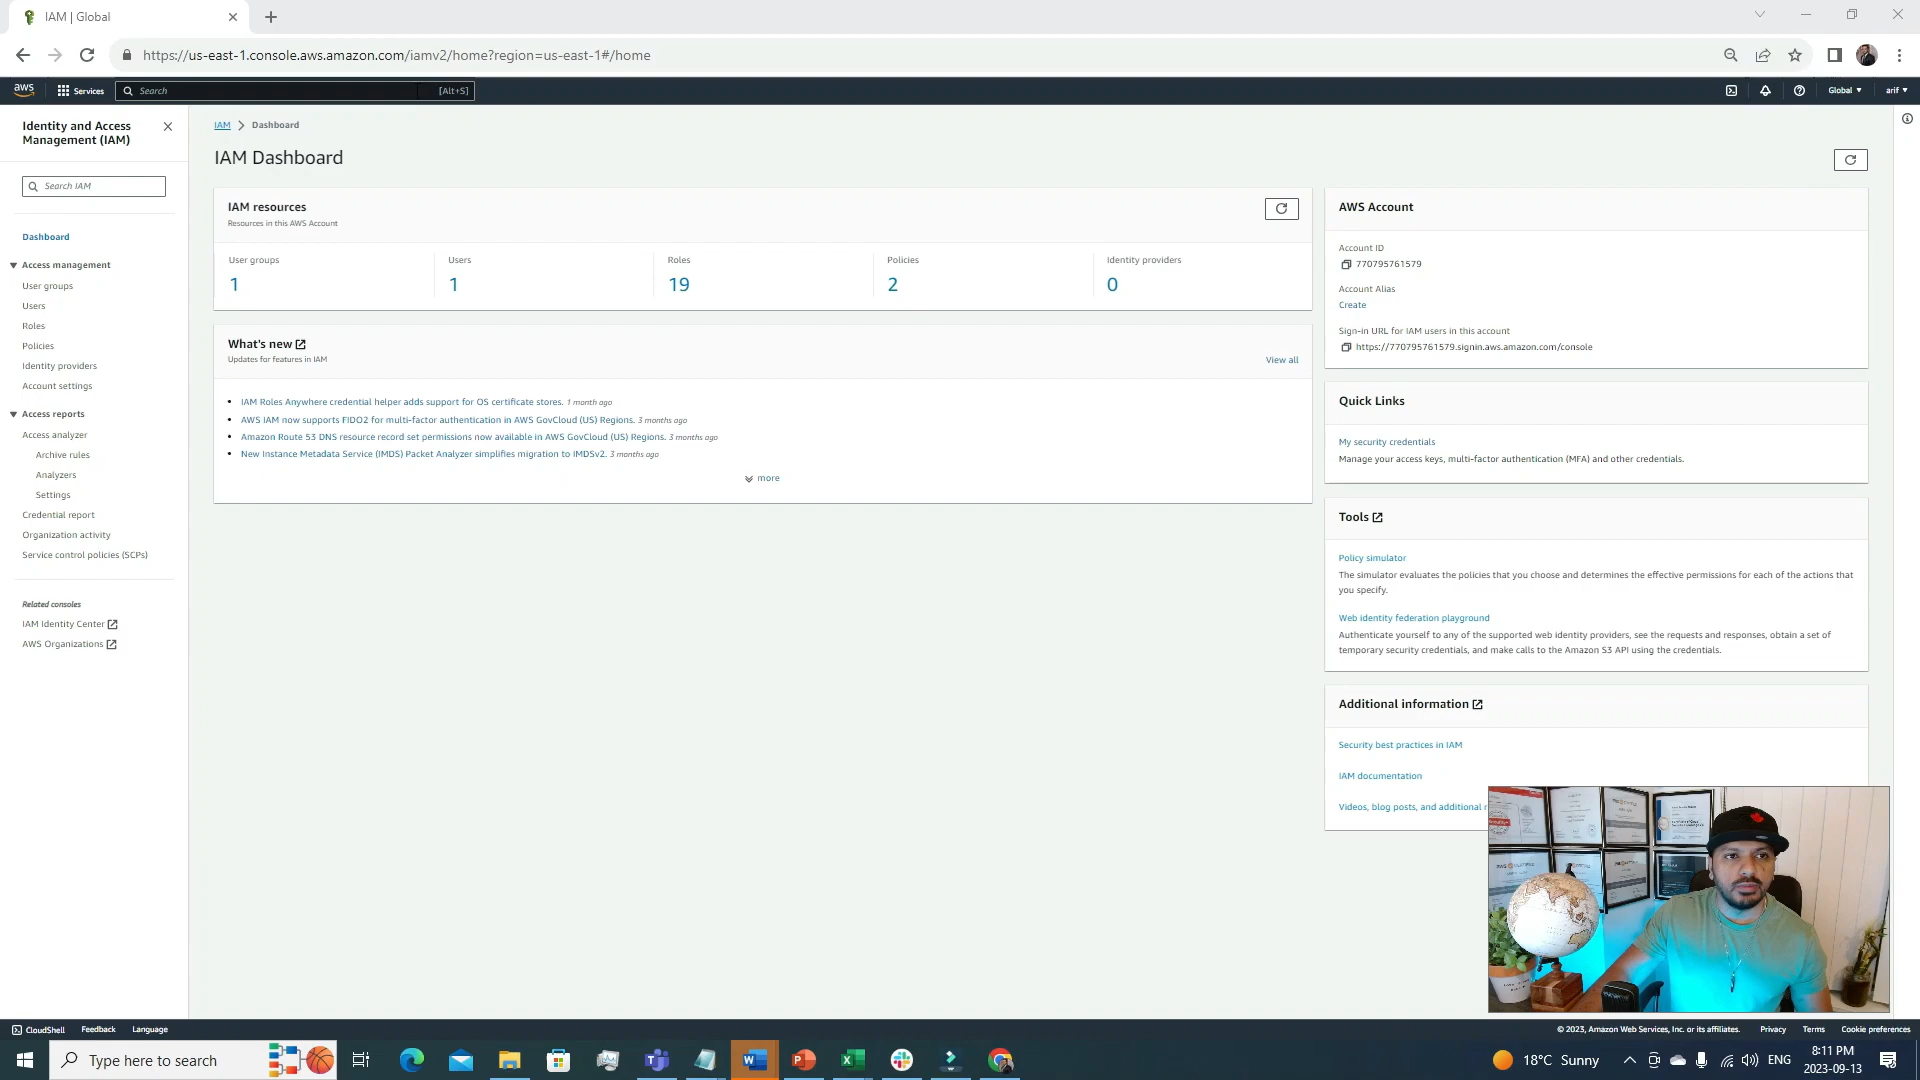 IAM | Global
https://us-east-1.console.aws.amazon.com/iamv2/home?region=us-east-1#/home
aws
Services
Search
[Alt+S]
Global
arif
Identity and Access
Management (IAM)
Search IAM
Dashboard
Access management
User groups
Users
Roles
Policies
Identity providers
Account settings
Access reports
Access analyzer
Archive rules
Analyzers
Settings
Credential report
Organization activity
Service control policies (SCPs)
Related consoles
IAM Identity Center
AWS Organizations
IAM > Dashboard
IAM Dashboard
IAM resources
Resources in this AWS Account
User groups
1
Users
1
Roles
19
Policies
2
Identity providers
0
What's new
Updates for features in IAM
View all
IAM Roles Anywhere credential helper adds support for OS certificate stores. 1 month ago
AWS IAM now supports FIDO2 for multi-factor authentication in AWS GovCloud (US) Regions. 3 months ago
Amazon Route 53 DNS resource record set permissions now available in AWS GovCloud (US) Regions. 3 months ago
New Instance Metadata Service (IMDS) Packet Analyzer simplifies migration to IMDSv2. 3 months ago
more
AWS Account
Account ID
770795761579
Account Alias
Create
Sign-in URL for IAM users in this account
https://770795761579.signin.aws.amazon.com/console
Quick Links
My security credentials
Manage your access keys, multi-factor authentication (MFA) and other credentials.
Tools
Policy simulator
The simulator evaluates the policies that you choose and determines the effective permissions for each of the actions that
you specify.
Web identity federation playground
Authenticate yourself to any of the supported web identity providers, see the requests and responses, obtain a set of
temporary security credentials, and make calls to the Amazon S3 API using the credentials.
Additional information
Security best practices in IAM
IAM documentation
Videos, blog posts, and additional
CloudShell
Feedback
Language
© 2023, Amazon Web Services, Inc. or its affiliates.
Privacy
Terms
Cookie preferences
Type here to search
18°C Sunny
ENG
8:11 PM
2023-09-13